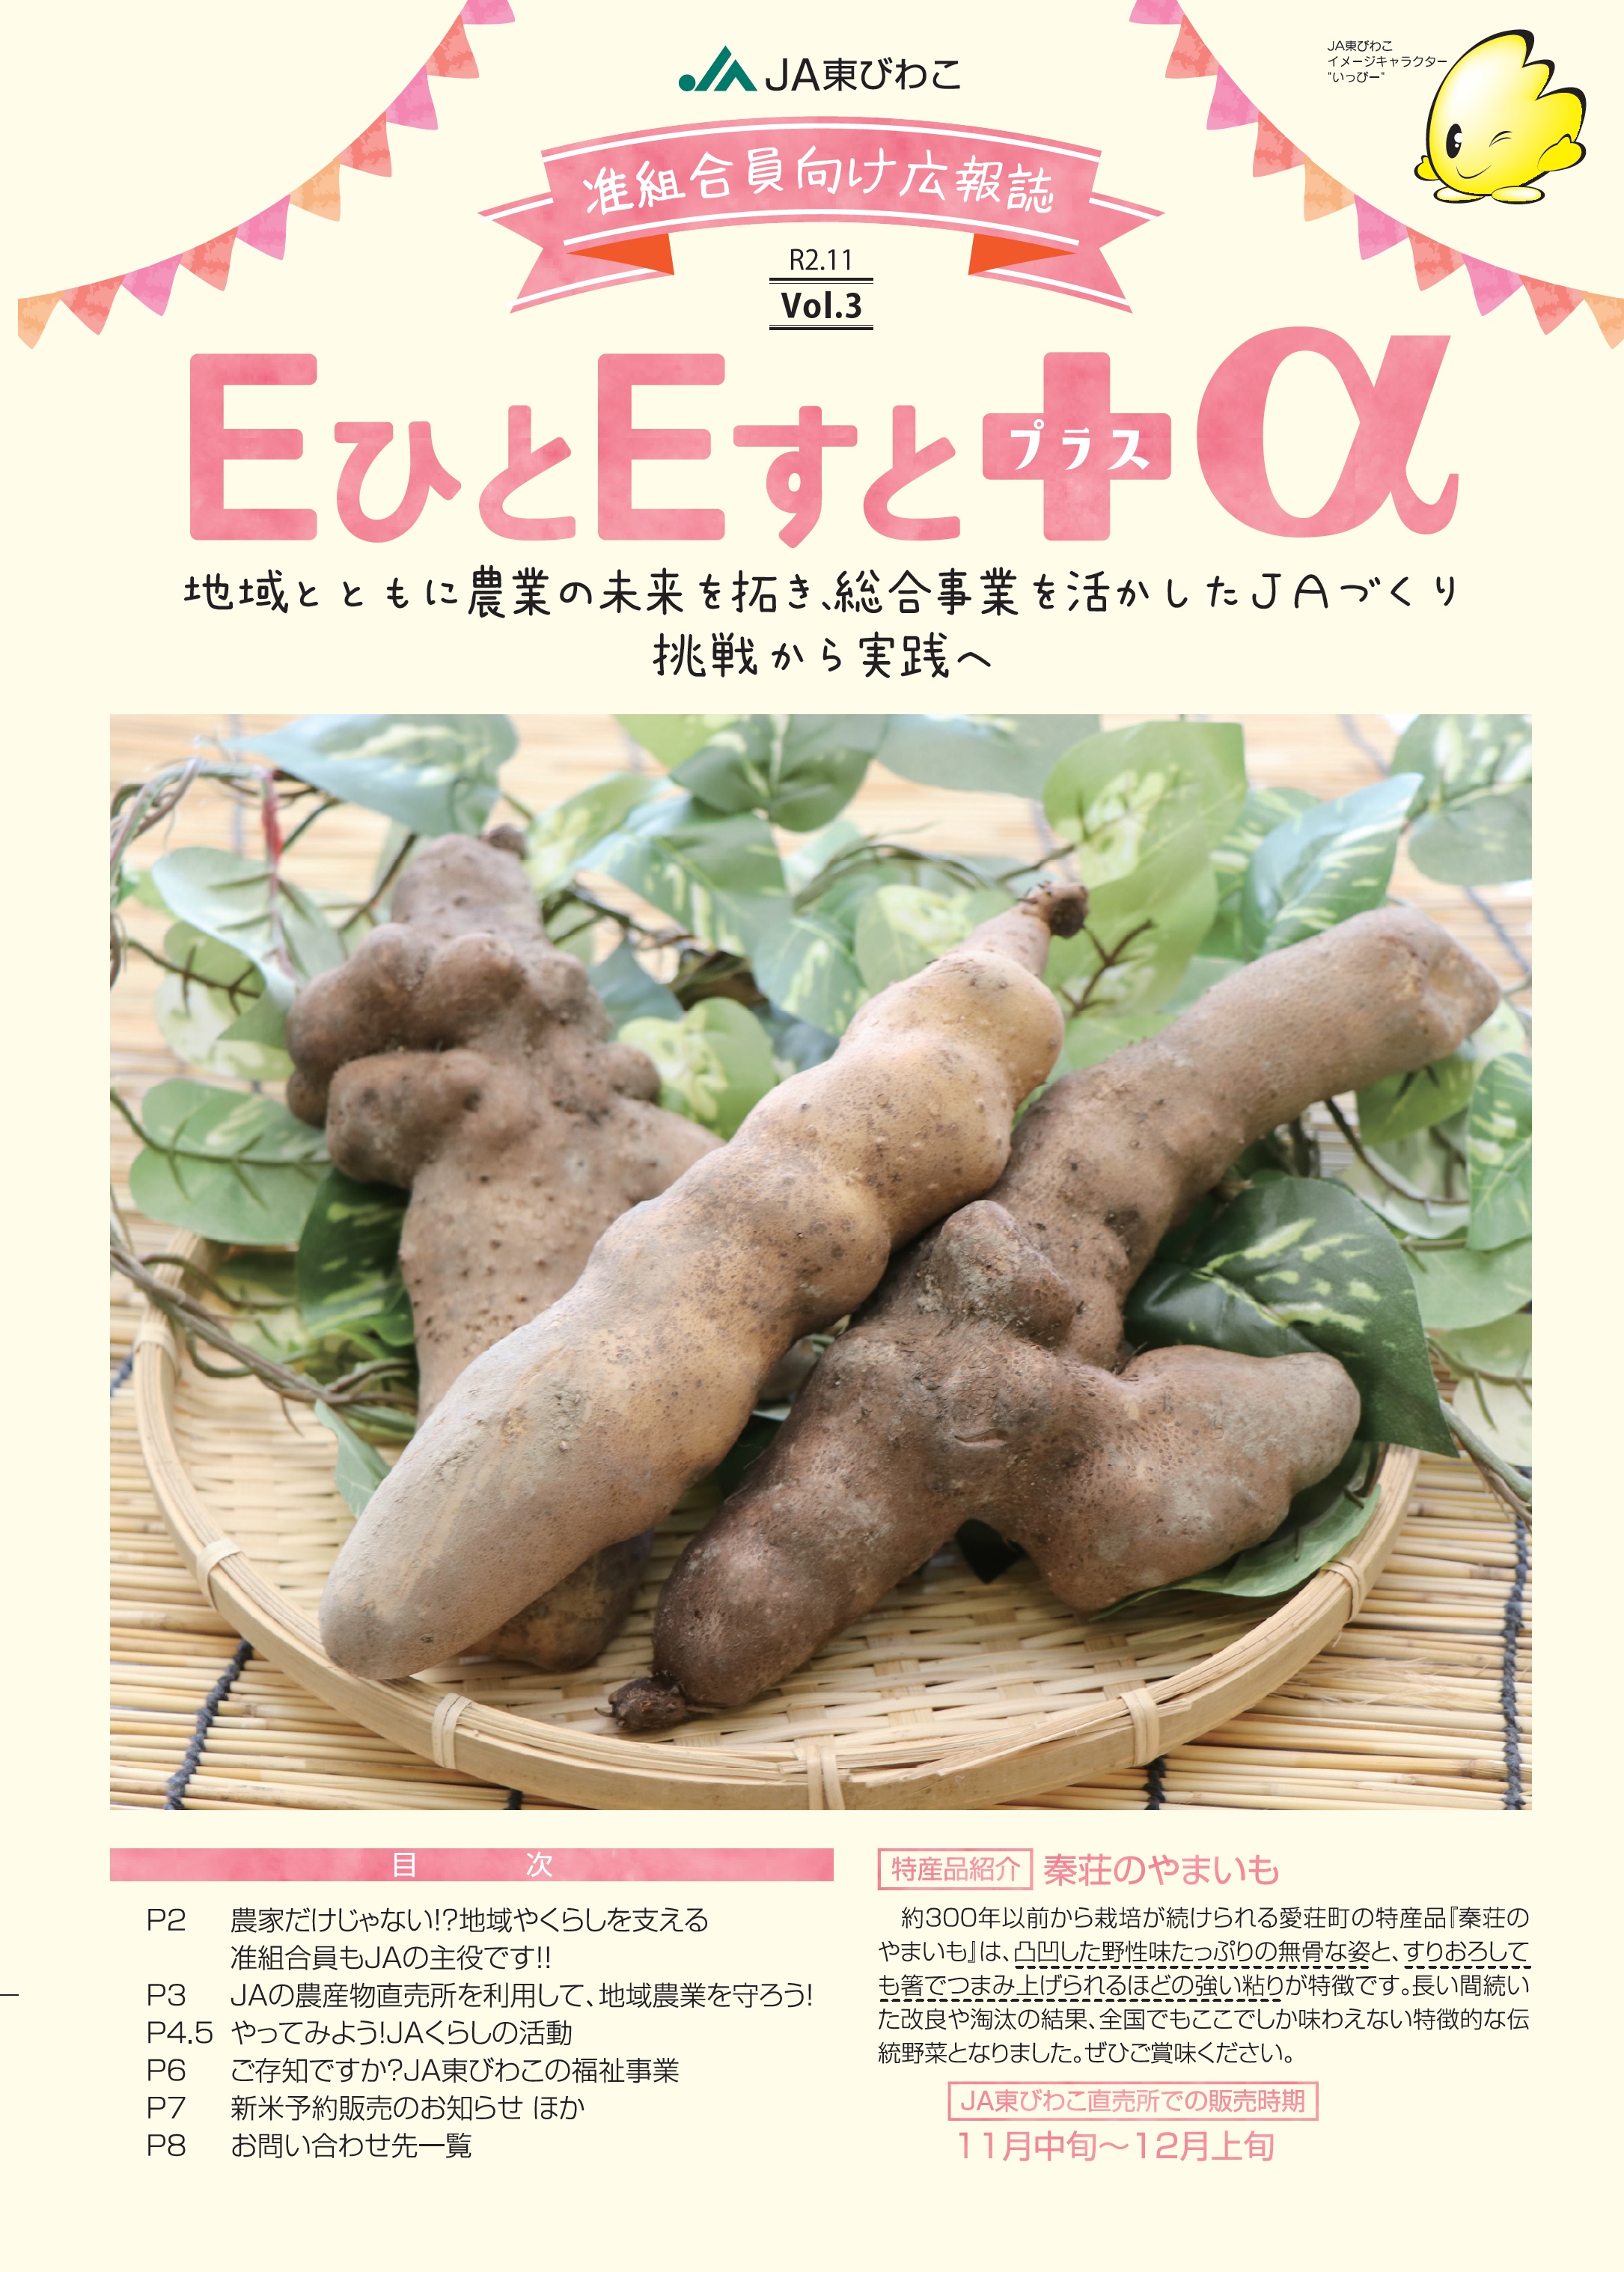 JA東びわこ
JA東びわこ
イメージキャラクター
"いっぴー"
准組合員向け広報誌
R2.11
Vol.3
EひとEすと+プラスα
地域とともに農業の未来を拓き、総合事業を活かしたJAづくり
挑戦から実践へ
目 次
P2 農家だけじゃない!?地域やくらしを支える
准組合員もJAの主役です!!
P3 JAの農産物直売所を利用して、地域農業を守ろう!
P4.5 やってみよう!JAくらしの活動
P6 ご存知ですか?JA東びわこの福祉事業
P7 新米予約販売のお知らせ ほか
P8 お問い合わせ先一覧
特産品紹介 秦荘のやまいも
約300年以前から栽培が続けられる愛荘町の特産品『秦荘の
やまいも』は、凸凹した野性味たっぷりの無骨な姿と、すりおろして
も箸でつまみ上げられるほどの強い粘りが特徴です。長い間続い
た改良や淘汰の結果、全国でもここでしか味わえない特徴的な伝
統野菜となりました。ぜひご賞味ください。
JA東びわこ直売所での販売時期
11月中旬～12月上旬